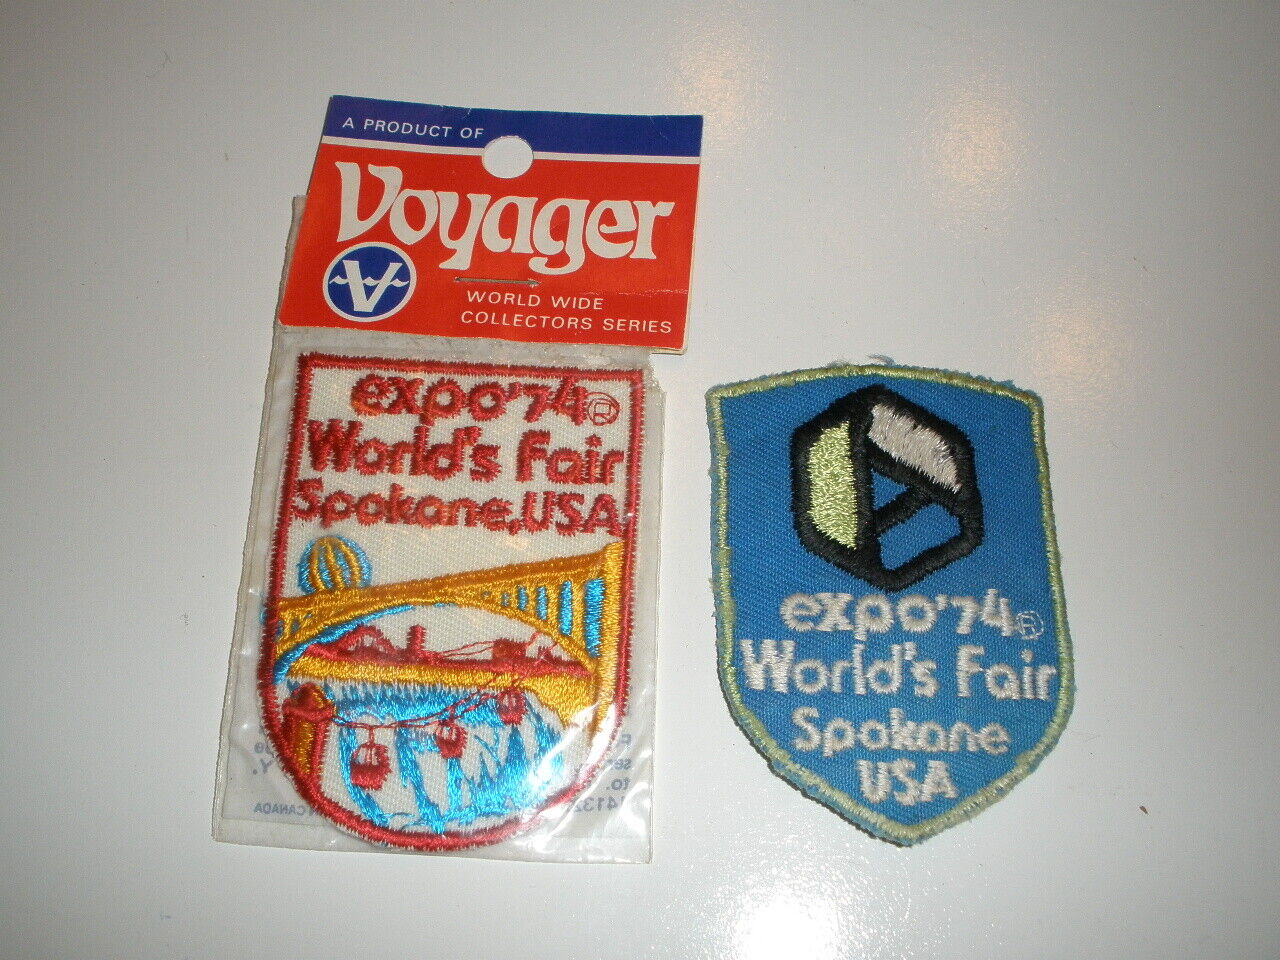 A PRODUCT OF
Voyager
V
WORLD WIDE
COLLECTORS SERIES
expo'74
World's Fair
Spokane, USA
expo'74
World's Fair
Spokane
USA